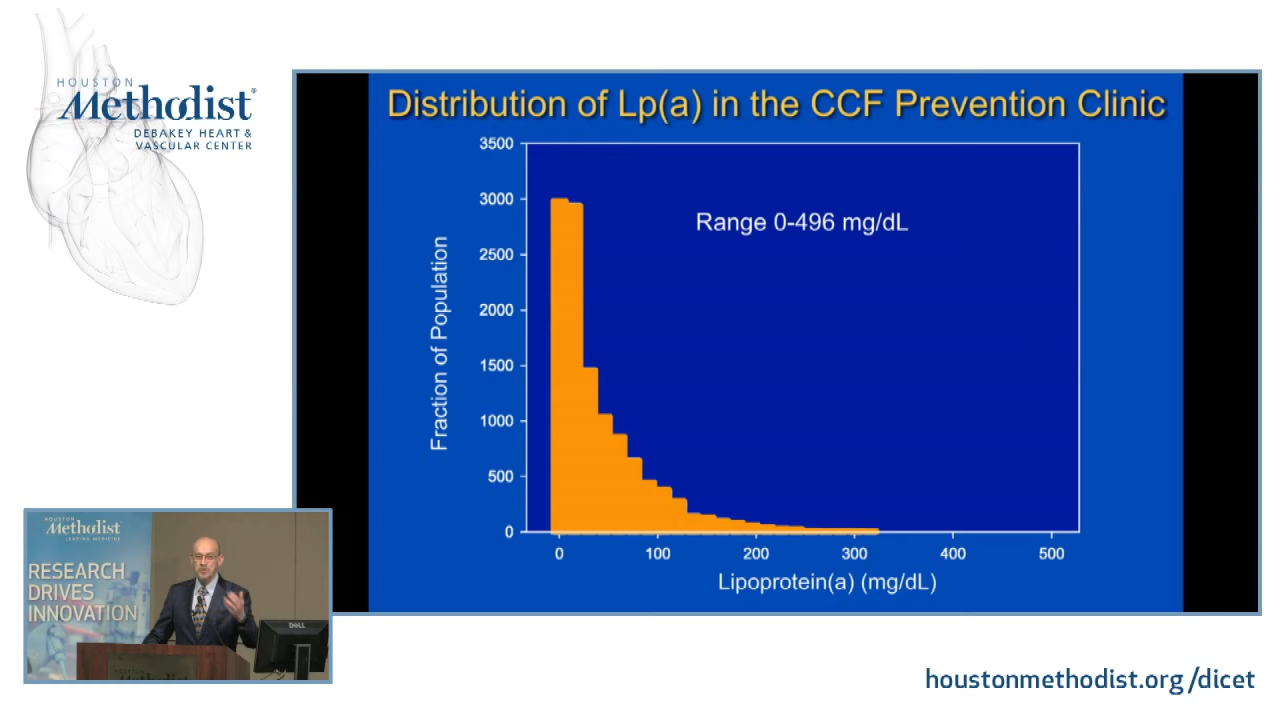 HOUSTON
Methodist®
DEBAKEY HEART &
VASCULAR CENTER
Distribution of Lp(a) in the CCF Prevention Clinic
Range 0-496 mg/dL
Fraction of Population
3500
3000
2500
2000
1500
1000
500
0
0 100 200 300 400 500
Lipoprotein(a) (mg/dL)
HOUSTON
Methodist
LEADING MEDICINE
RESEARCH
DRIVES
INNOVATION
DELL
HOUSTON
Methodist
houstonmethodist.org/dicet